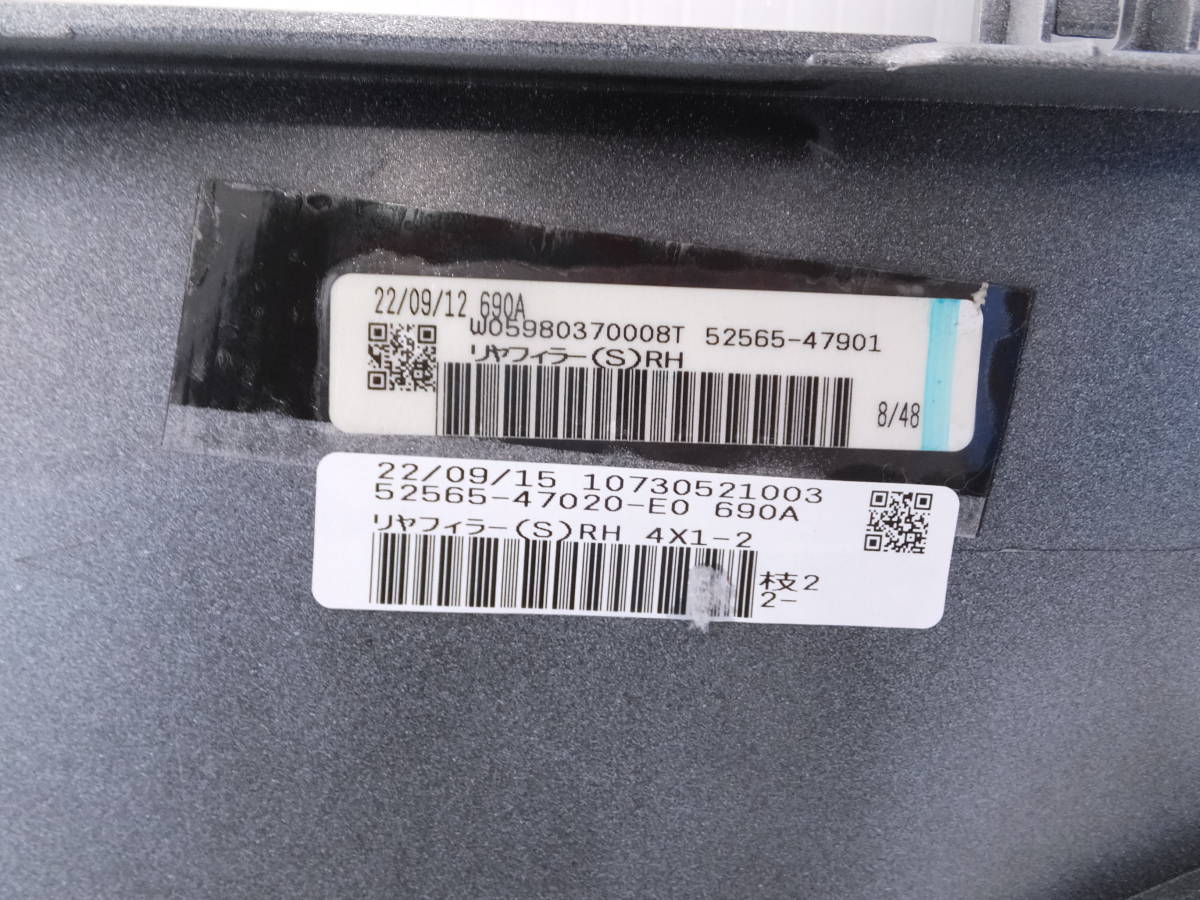 22/09/12 690A
W05980370008T 52565-47901
リヤフィラー(S)RH
8/48
22/09/15 10730521003
52565-47020-E0 690A
リヤフィラー(S)RH 4X1-2
枝2
2-